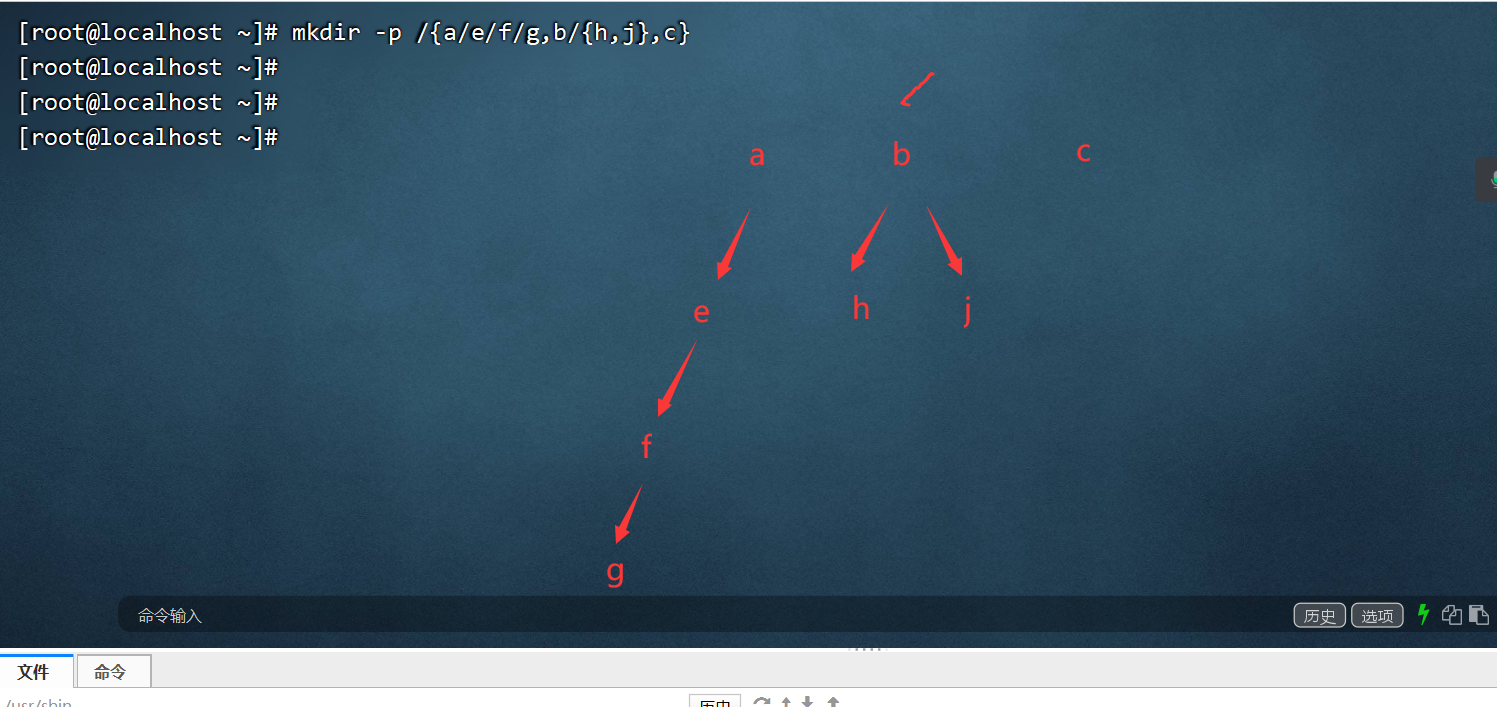 [root@localhost ~]# mkdir -p /{a/e/f/g,b/{h,j},c}
[root@localhost ~]#
[root@localhost ~]#
[root@localhost ~]#
a b c
e h j
f
g
命令输入 历史 选项
文件 命令
/usr/sbin 历史